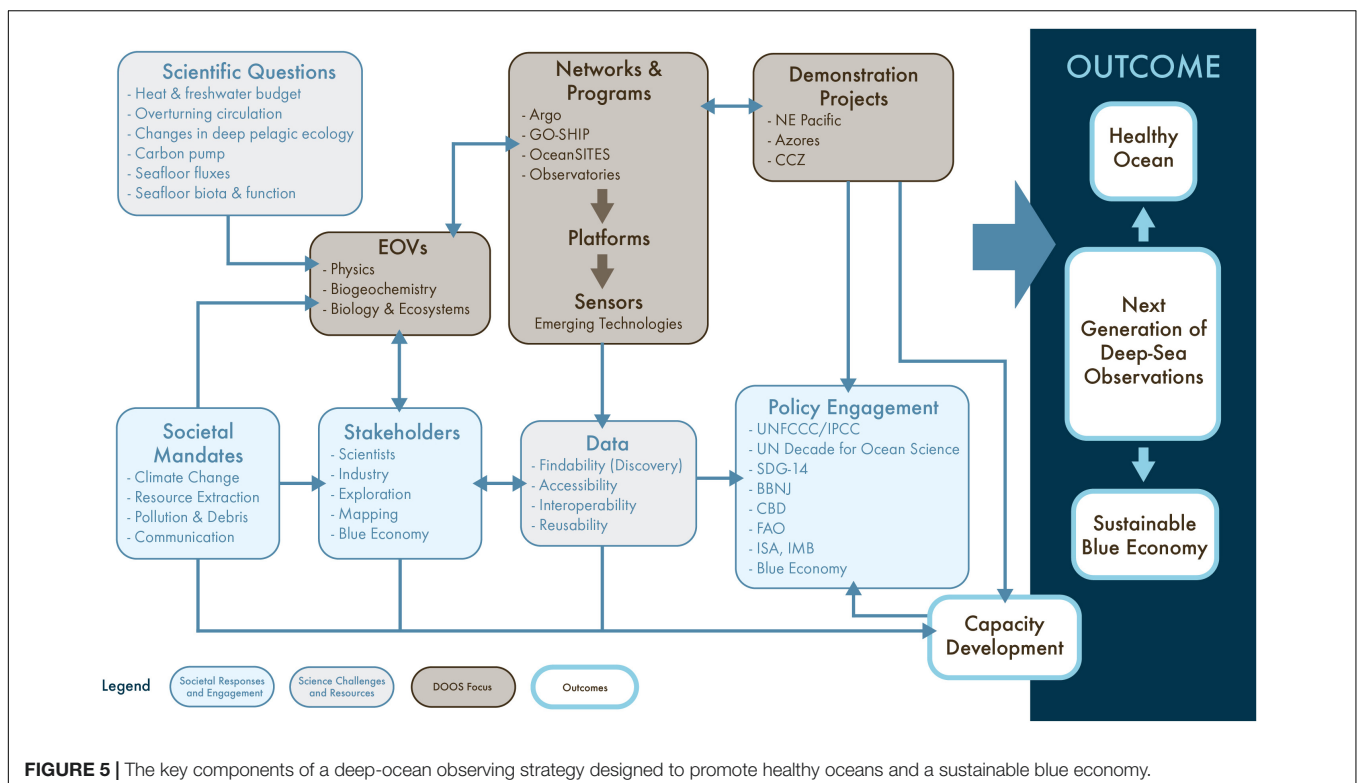 Scientific Questions
- Heat & freshwater budget
- Overturning circulation
- Changes in deep pelagic ecology
- Carbon pump
- Seafloor fluxes
- Seafloor biota & function
Networks &
Programs
- Argo
- GO-SHIP
- OceanSITES
- Observatories
Platforms
Sensors
Emerging Technologies
Demonstration
Projects
- NE Pacific
- Azores
- CCZ
EOVs
- Physics
- Biogeochemistry
- Biology & Ecosystems
Societal
Mandates
- Climate Change
- Resource Extraction
- Pollution & Debris
- Communication
Stakeholders
- Scientists
- Industry
- Exploration
- Mapping
- Blue Economy
Data
- Findability (Discovery)
- Accessibility
- Interoperability
- Reusability
Policy Engagement
- UNFCCC/IPCC
- UN Decade for Ocean Science
- SDG-14
- BBNJ
- CBD
- FAO
- ISA, IMB
- Blue Economy
OUTCOME
Healthy
Ocean
Next
Generation of
Deep-Sea
Observations
Sustainable
Blue Economy
Capacity
Development
Legend
Societal Responses
and Engagement
Science Challenges
and Resources
DOOS Focus
Outcomes
FIGURE 5 | The key components of a deep-ocean observing strategy designed to promote healthy oceans and a sustainable blue economy.